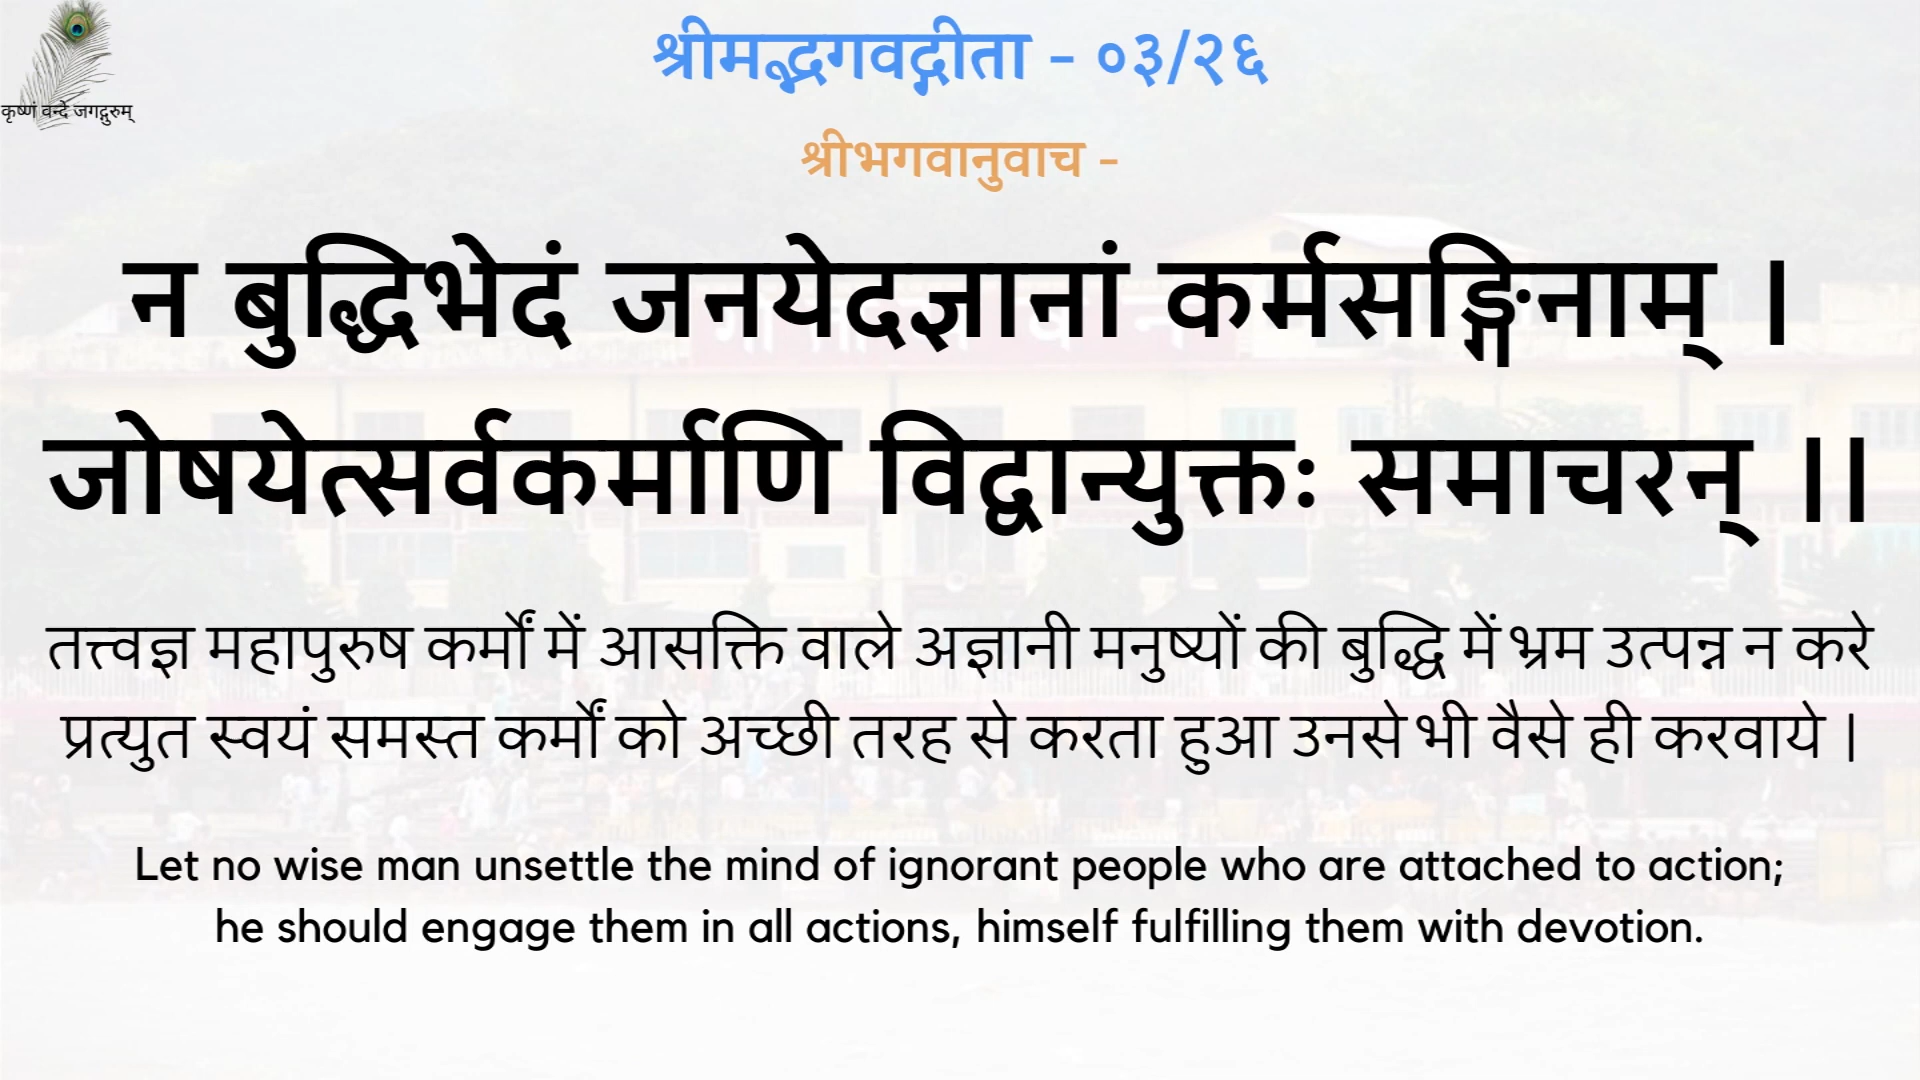 कृष्णं वन्दे जगद्गुरुम्
श्रीमद्भगवद्गीता - ०३/२६
श्रीभगवानुवाच -
न बुद्धिभेदं जनयेदज्ञानां कर्मसङ्गिनाम् ।
जोषयेत्सर्वकर्माणि विद्वान्युक्तः समाचरन् ।।
तत्त्वज्ञ महापुरुष कर्मों में आसक्ति वाले अज्ञानी मनुष्यों की बुद्धि में भ्रम उत्पन्न न करे
प्रत्युत स्वयं समस्त कर्मों को अच्छी तरह से करता हुआ उनसे भी वैसे ही करवाये |
Let no wise man unsettle the mind of ignorant people who are attached to action;
he should engage them in all actions, himself fulfilling them with devotion.